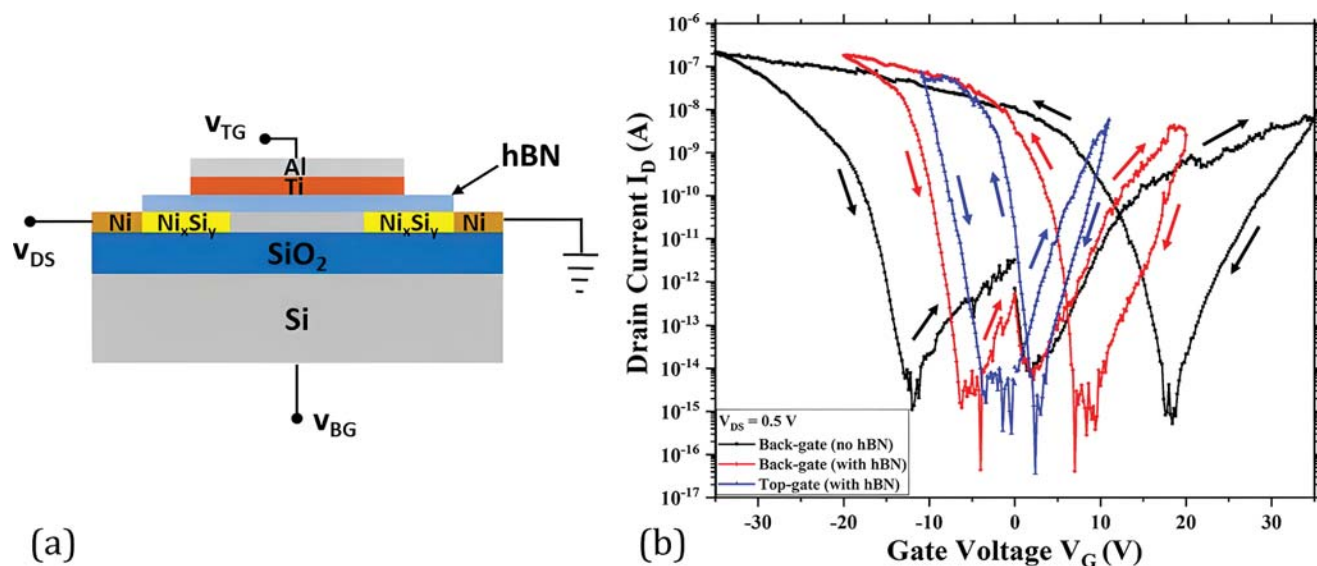 V_TG
Al
Ti
hBN
Ni
Ni_xSi_y
Ni_xSi_y
Ni
V_DS
SiO₂
Si
V_BG
(a)
Drain Current I_D (A)
10⁻⁶
10⁻⁷
10⁻⁸
10⁻⁹
10⁻¹⁰
10⁻¹¹
10⁻¹²
10⁻¹³
10⁻¹⁴
10⁻¹⁵
10⁻¹⁶
10⁻¹⁷
V_DS = 0.5 V
Back-gate (no hBN)
Back-gate (with hBN)
Top-gate (with hBN)
-30 -20 -10 0 10 20 30
Gate Voltage V_G (V)
(b)